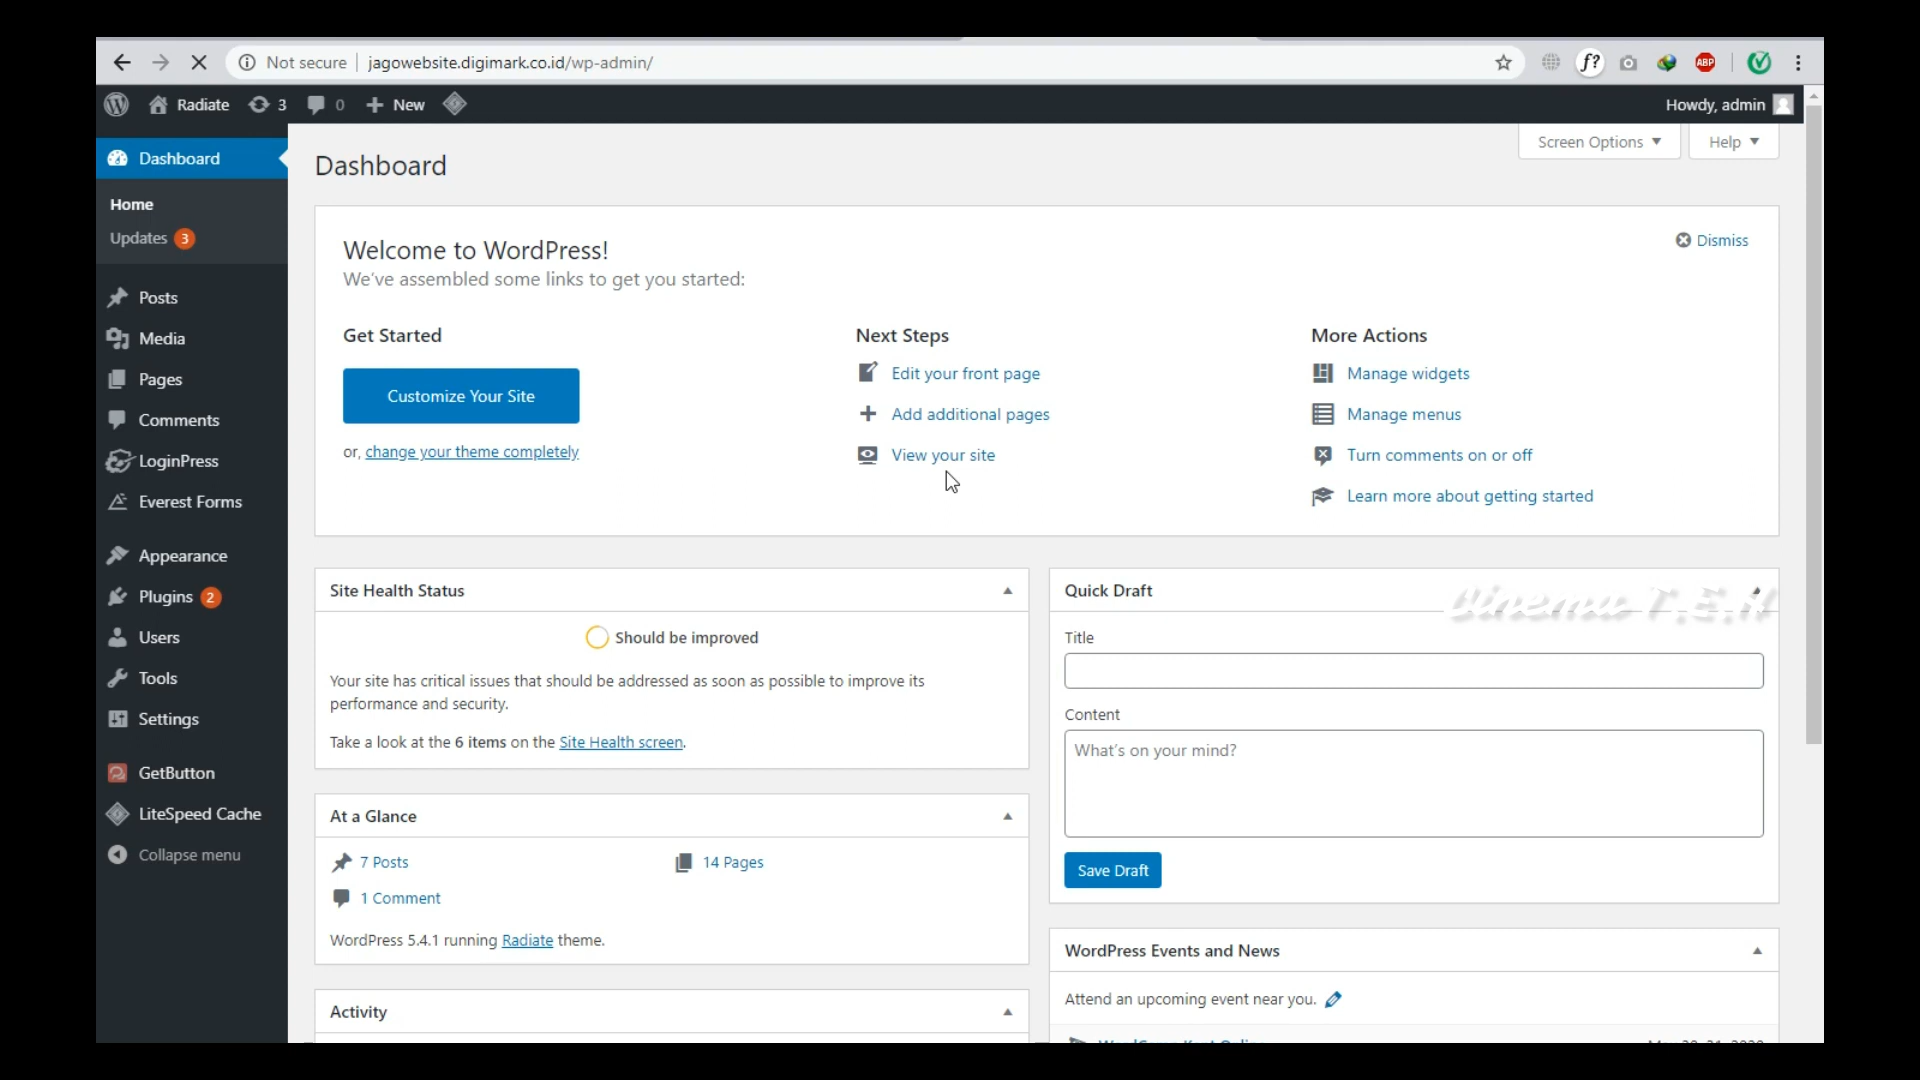 Not secure | jagowebsite.digimark.co.id/wp-admin/
f?
ABP
Radiate 3 0 + New
Howdy, admin
Screen Options ▼ Help ▼
Dashboard
Home
Updates 3
Posts
Media
Pages
Comments
LoginPress
Everest Forms
Appearance
Plugins 2
Users
Tools
Settings
GetButton
LiteSpeed Cache
Collapse menu
Dashboard
Welcome to WordPress!
Dismiss
We've assembled some links to get you started:
Get Started
Customize Your Site
or, change your theme completely
Next Steps
Edit your front page
Add additional pages
View your site
More Actions
Manage widgets
Manage menus
Turn comments on or off
Learn more about getting started
Site Health Status
Should be improved
Your site has critical issues that should be addressed as soon as possible to improve its
performance and security.
Take a look at the 6 items on the Site Health screen.
At a Glance
7 Posts
14 Pages
1 Comment
WordPress 5.4.1 running Radiate theme.
Activity
Quick Draft
Cinema T.E.H
Title
Content
What's on your mind?
Save Draft
WordPress Events and News
Attend an upcoming event near you.